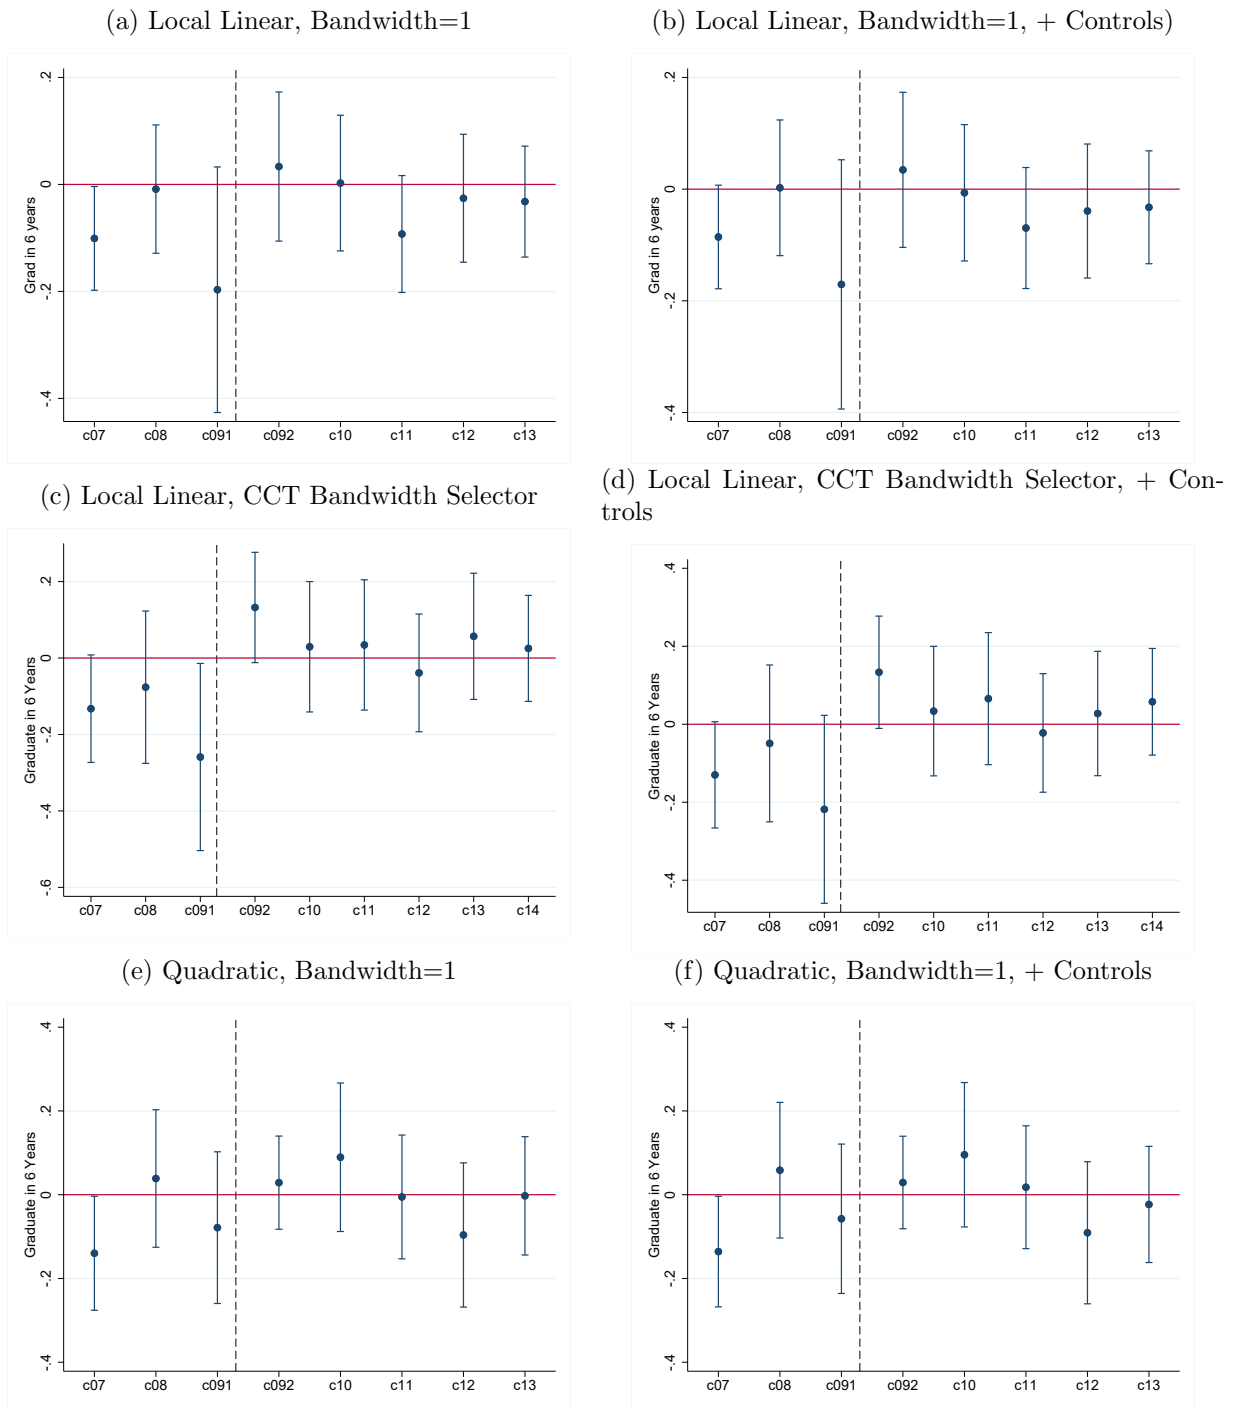 (a) Local Linear, Bandwidth=1
(b) Local Linear, Bandwidth=1, + Controls)
Grad in 6 years
.2
0
-.2
-.4
c07 c08 c091 c092 c10 c11 c12 c13
Grad in 6 years
.2
0
-.2
-.4
c07 c08 c091 c092 c10 c11 c12 c13
(c) Local Linear, CCT Bandwidth Selector
(d) Local Linear, CCT Bandwidth Selector, + Con-
trols
Graduate in 6 Years
.2
0
-.2
-.4
-.6
c07 c08 c091 c092 c10 c11 c12 c13 c14
Graduate in 6 Years
.4
.2
0
-.2
-.4
c07 c08 c091 c092 c10 c11 c12 c13 c14
(e) Quadratic, Bandwidth=1
(f) Quadratic, Bandwidth=1, + Controls
Graduate in 6 Years
.4
.2
0
-.2
-.4
c07 c08 c091 c092 c10 c11 c12 c13
Graduate in 6 Years
.4
.2
0
-.2
-.4
c07 c08 c091 c092 c10 c11 c12 c13